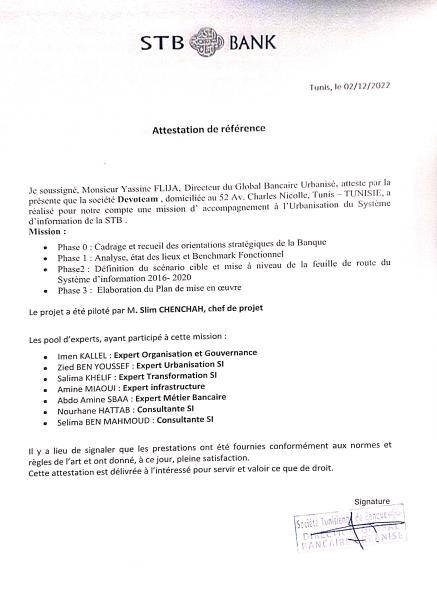 STB BANK
Tunis, le 02/12/2022
Attestation de référence
Je soussigné, Monsieur Yassine FLIJA, Directeur du Global Bancaire Urbanisé, atteste par la
présente que la société Devoteam , domiciliée au 52 Av. Charles Nicolle, Tunis – TUNISIE, a
réalisé pour notre compte une mission d' accompagnement à l'Urbanisation du Système
d'information de la STB .
Mission :
• Phase 0 : Cadrage et recueil des orientations stratégiques de la Banque
• Phase 1 : Analyse, état des lieux et Benchmark Fonctionnel
• Phase2 : Définition du scénario cible et mise à niveau de la feuille de route du
Système d'information 2016- 2020
• Phase 3 : Elaboration du Plan de mise en œuvre
Le projet a été piloté par M. Slim CHENCHAH, chef de projet
Les pool d'experts, ayant participé à cette mission :
• Imen KALLEL : Expert Organisation et Gouvernance
• Zied BEN YOUSSEF : Expert Urbanisation SI
• Salima KHELIF : Expert Transformation SI
• Amine MIAOUI : Expert infrastructure
• Abdo Amine SBAA : Expert Métier Bancaire
• Nourhane HATTAB : Consultante SI
• Selima BEN MAHMOUD : Consultante SI
Il y a lieu de signaler que les prestations ont été fournies conformément aux normes et
règles de l'art et ont donné, à ce jour, pleine satisfaction.
Cette attestation est délivrée à l'intéressé pour servir et valoir ce que de droit.
Signature
Société Tunisienne de Banque